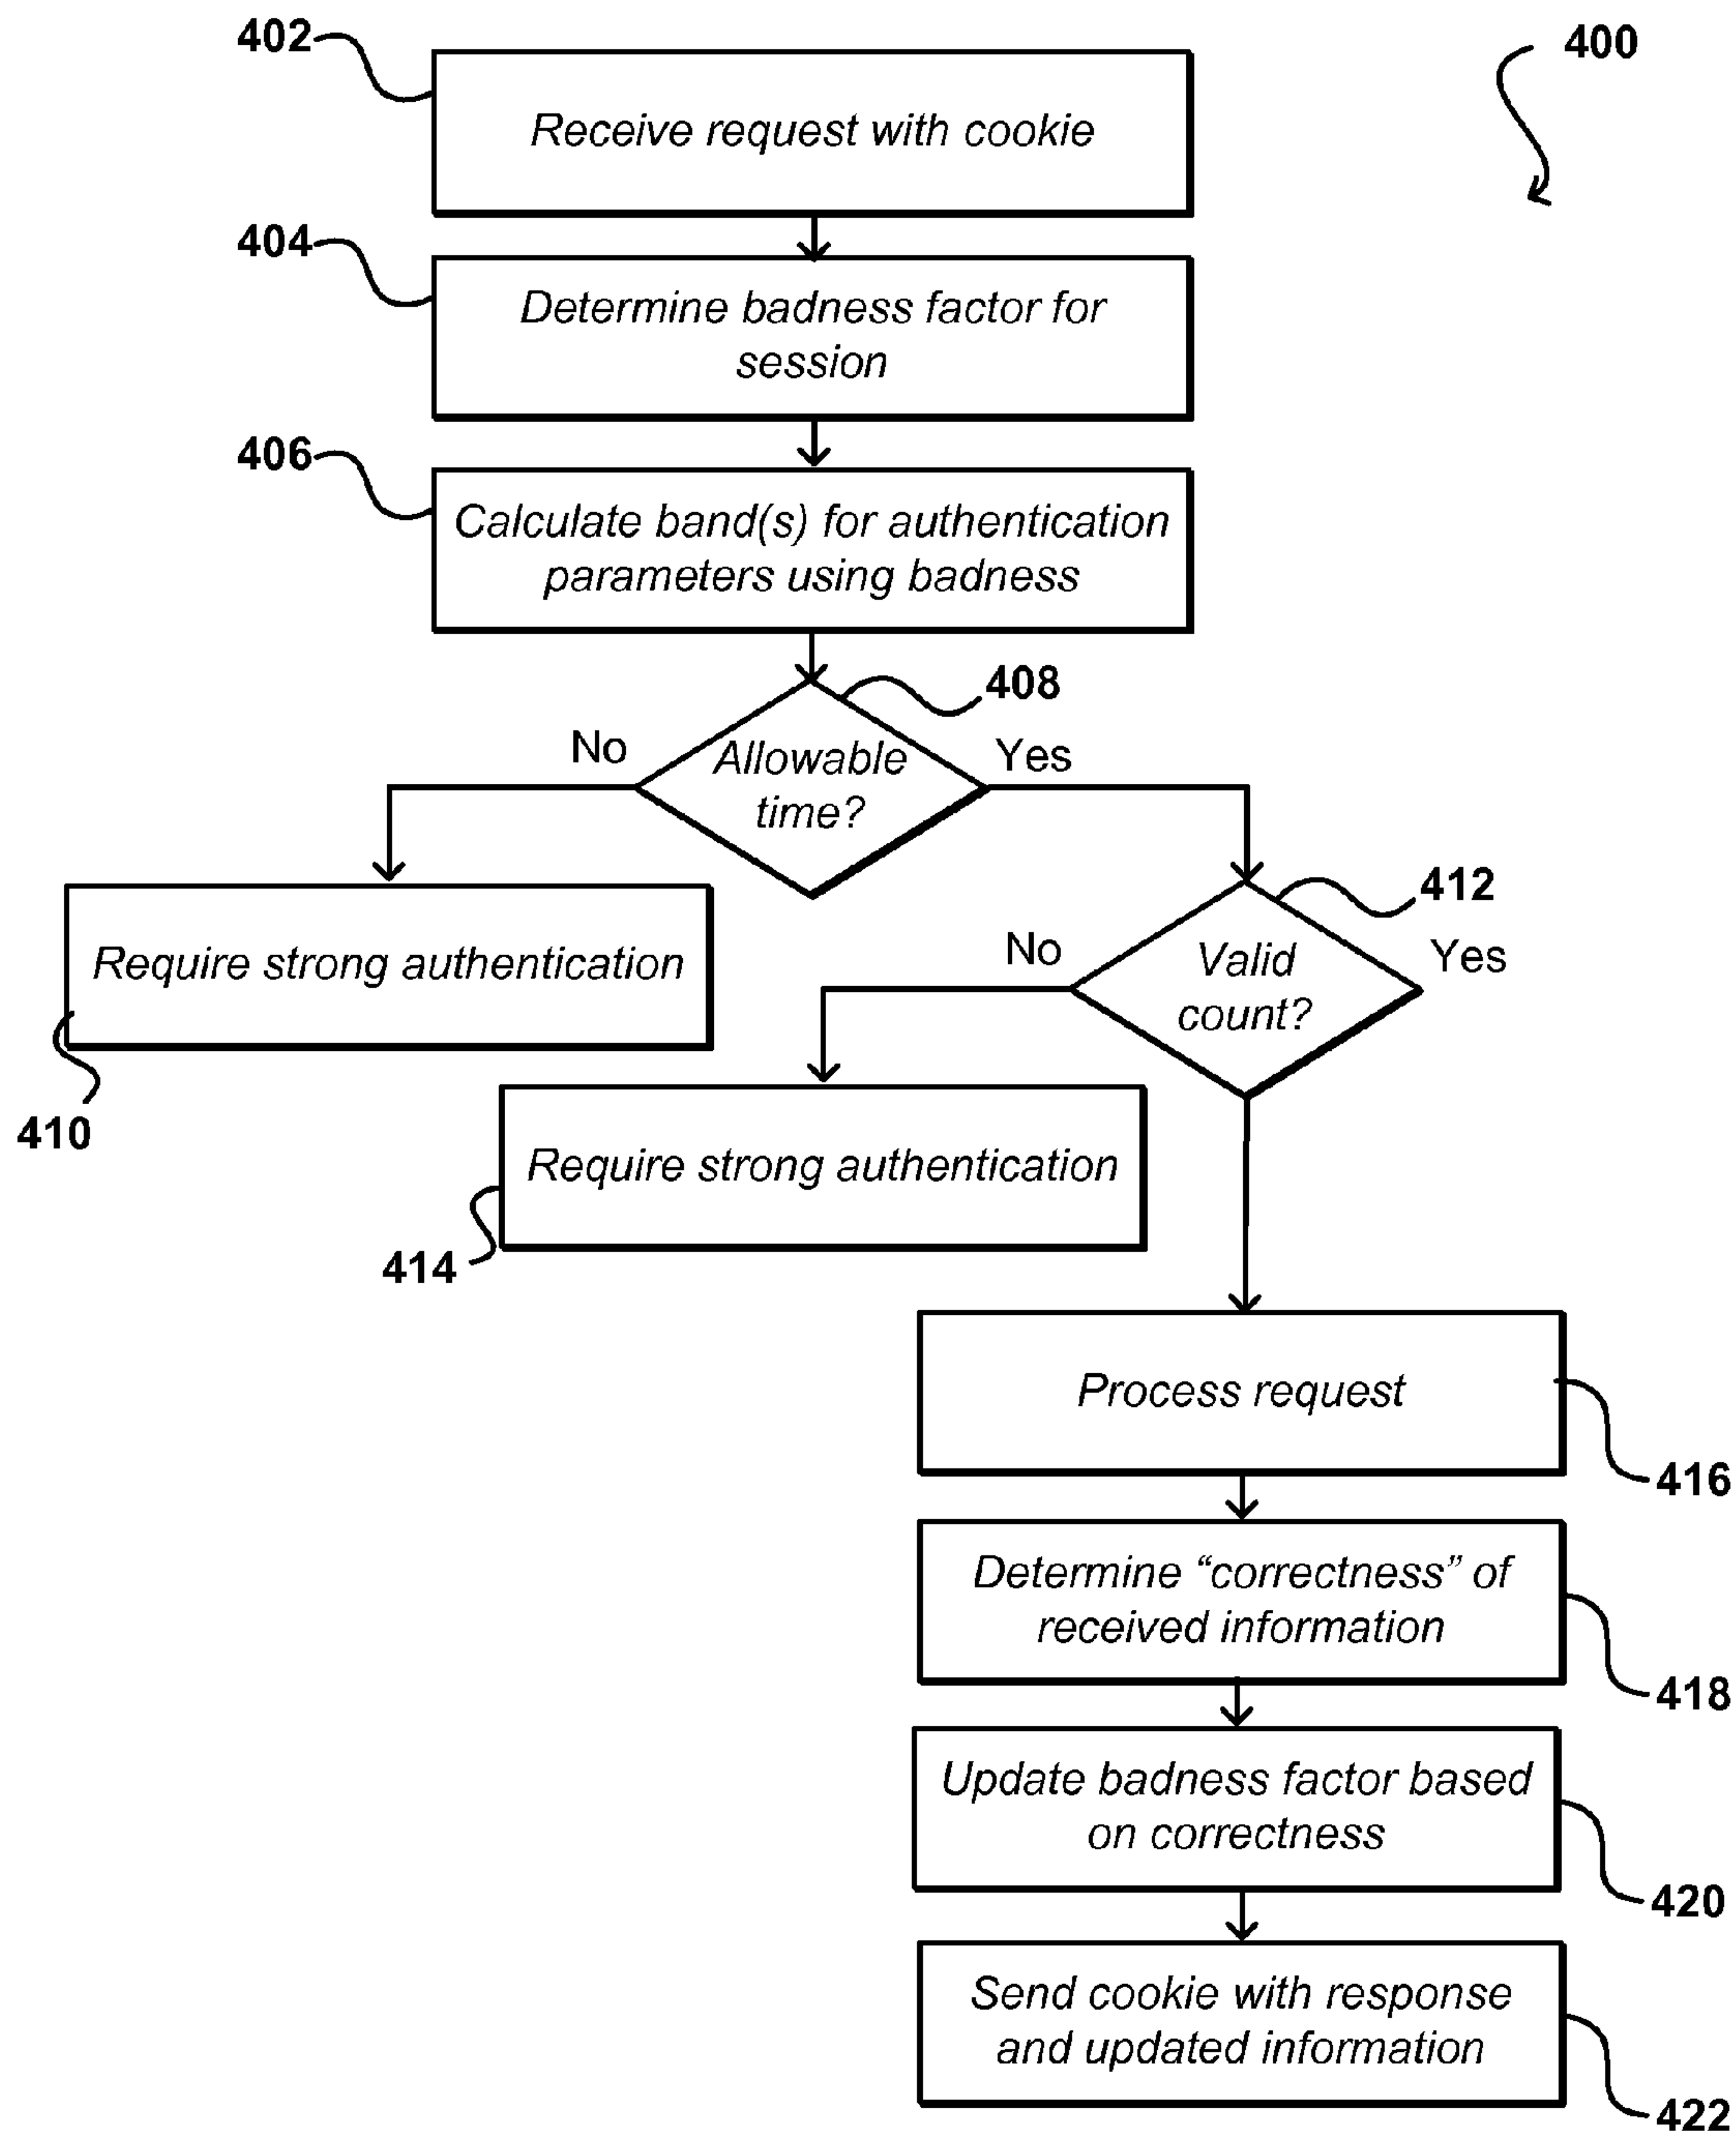 402
400
Receive request with cookie
404
Determine badness factor for
session
406
Calculate band(s) for authentication
parameters using badness
408
No
Yes
Allowable
time?
412
No
Yes
Valid
count?
Require strong authentication
410
Require strong authentication
414
Process request
416
Determine “correctness” of
received information
418
Update badness factor based
on correctness
420
Send cookie with response
and updated information
422